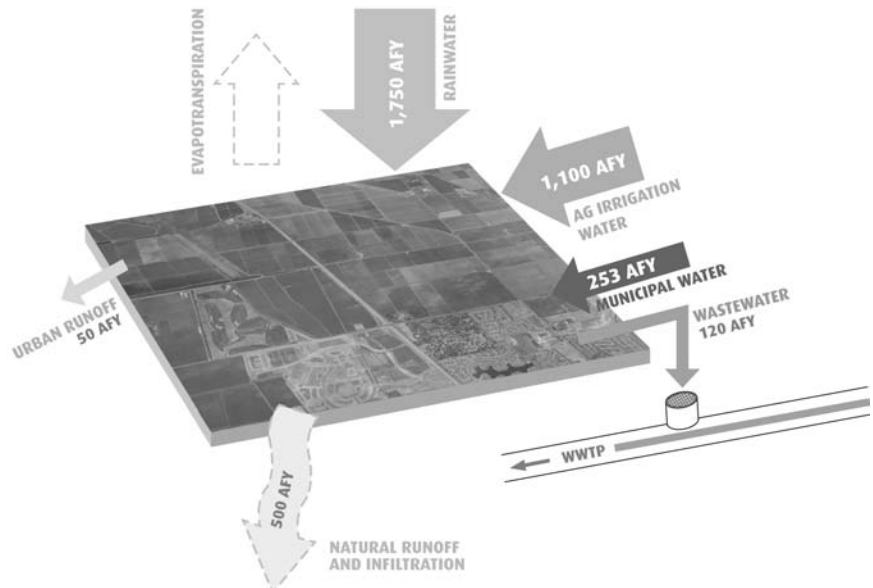 EVAPOTRANSPIRATION
1,750 AFY
RAINWATER
1,100 AFY
AG IRRIGATION
WATER
253 AFY
MUNICIPAL WATER
WASTEWATER
120 AFY
URBAN RUNOFF
50 AFY
WWTP
500 AFY
NATURAL RUNOFF
AND INFILTRATION